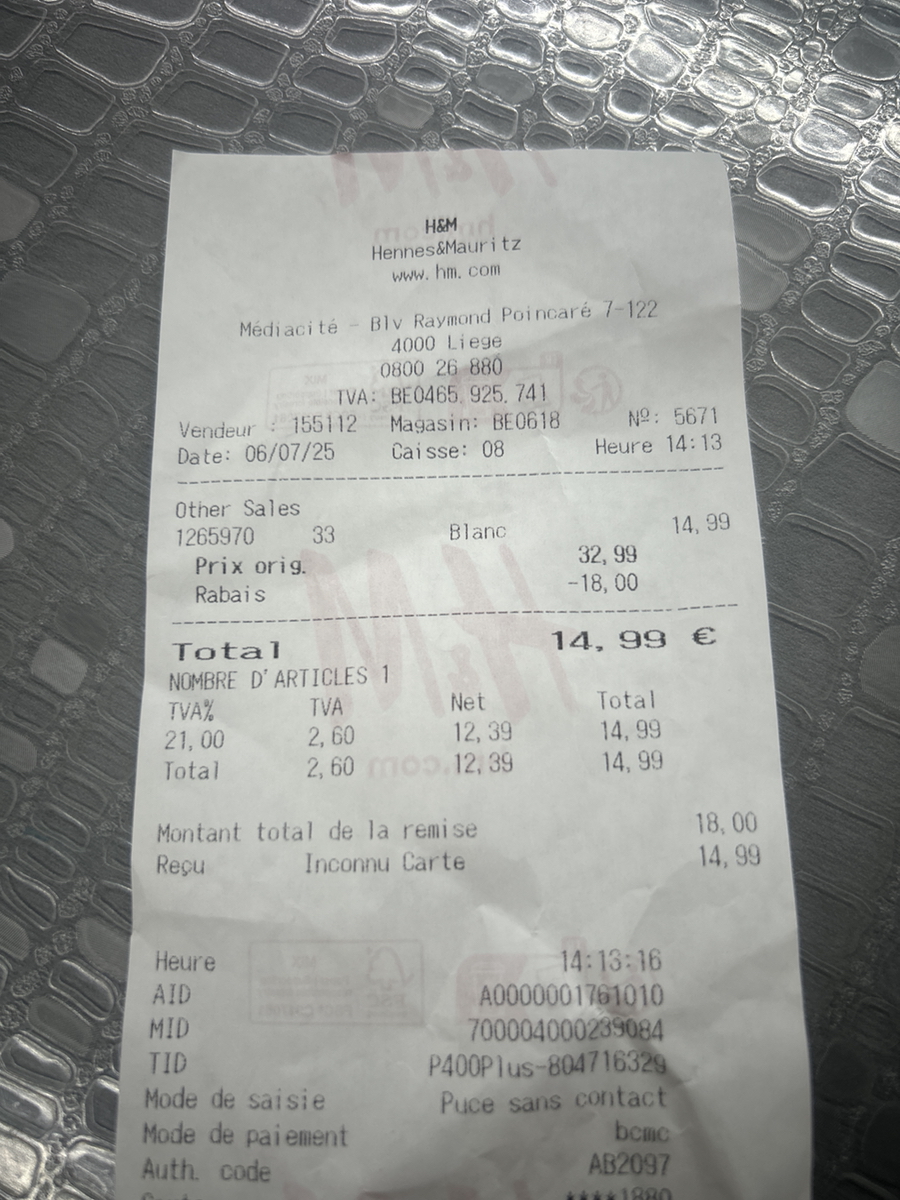 H&M
Hennes&Mauritz
www.hm.com
Médiacité - Blv Raymond Poincaré 7-122
4000 Liege
0800 26 880
TVA: BE0465.925.741
Vendeur : 155112 Magasin: BE0618 Nº: 5671
Date: 06/07/25 Caisse: 08 Heure 14:13
Other Sales
1265970 33 Blanc 14,99
Prix orig. 32,99
Rabais -18,00
Total 14,99 €
NOMBRE D'ARTICLES 1
TVA% TVA Net Total
21,00 2,60 12,39 14,99
Total 2,60 12,39 14,99
Montant total de la remise 18,00
Reçu Inconnu Carte 14,99
Heure 14:13:16
AID A0000001761010
MID 700004000239084
TID P400Plus-804716329
Mode de saisie Puce sans contact
Mode de paiement bcmc
Auth. code AB2097
****1880